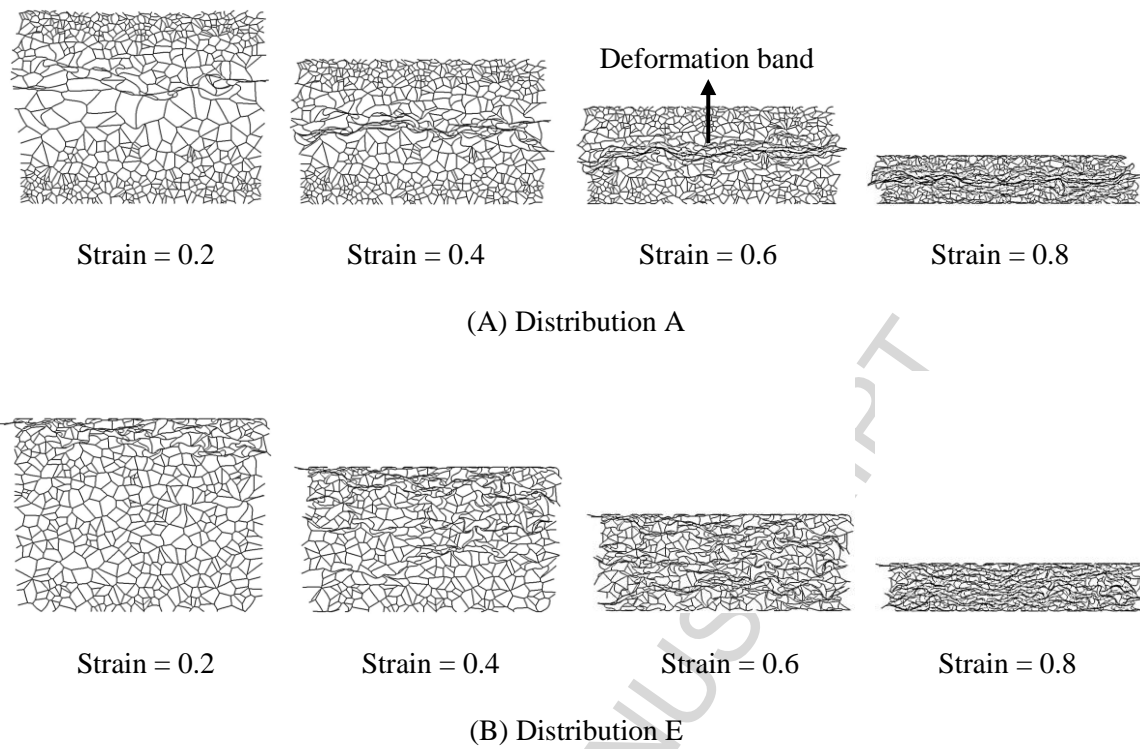 Deformation band
Strain = 0.2 Strain = 0.4 Strain = 0.6 Strain = 0.8
(A) Distribution A
Strain = 0.2 Strain = 0.4 Strain = 0.6 Strain = 0.8
(B) Distribution E